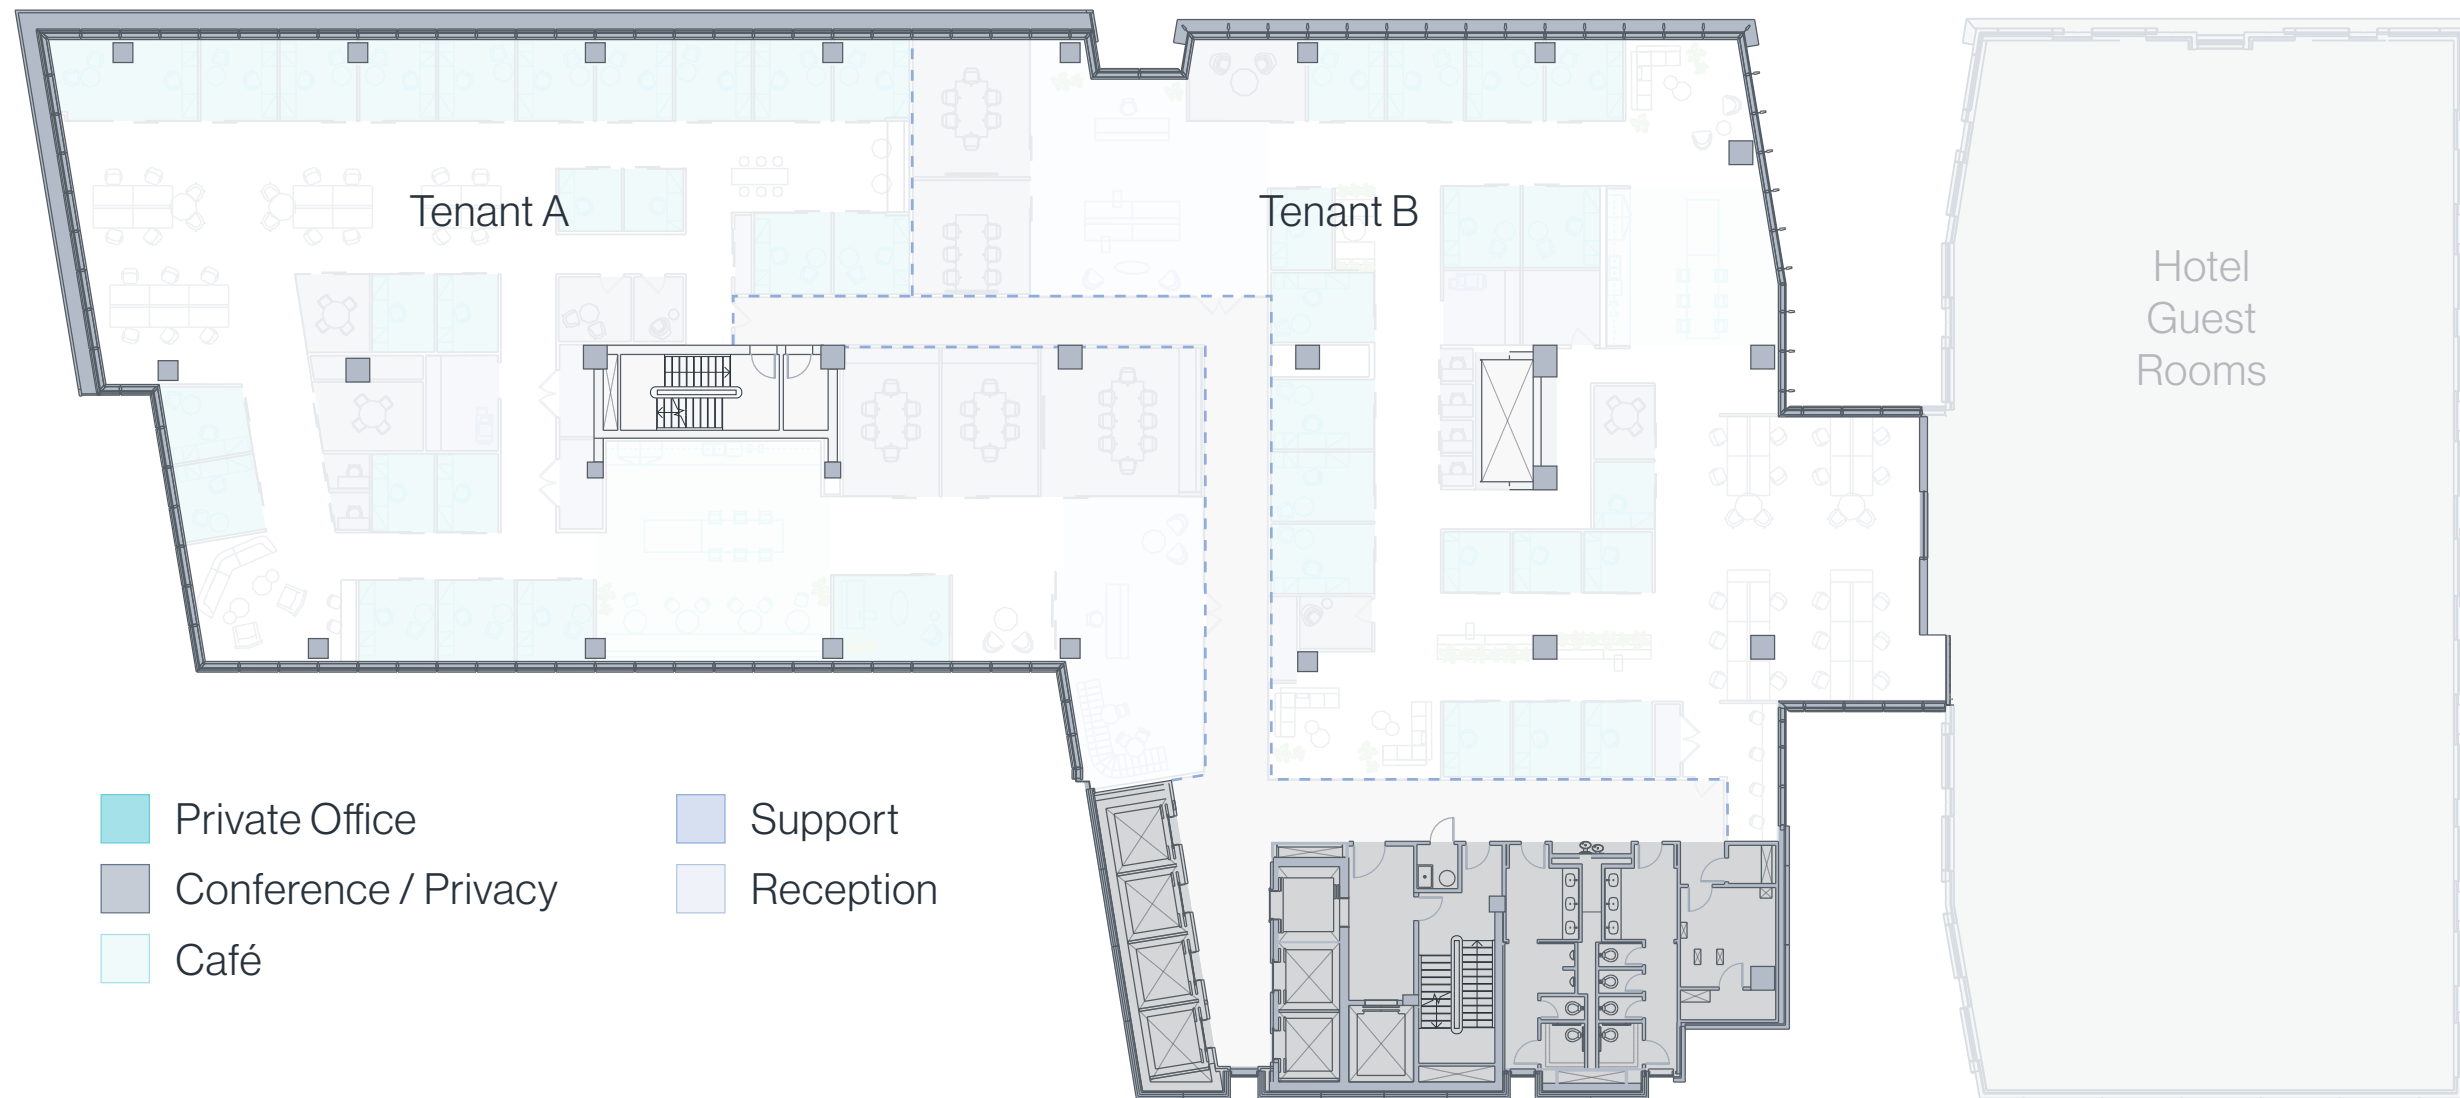 Tenant A
Tenant B
Hotel
Guest
Rooms
Private Office
Conference / Privacy
Café
Support
Reception